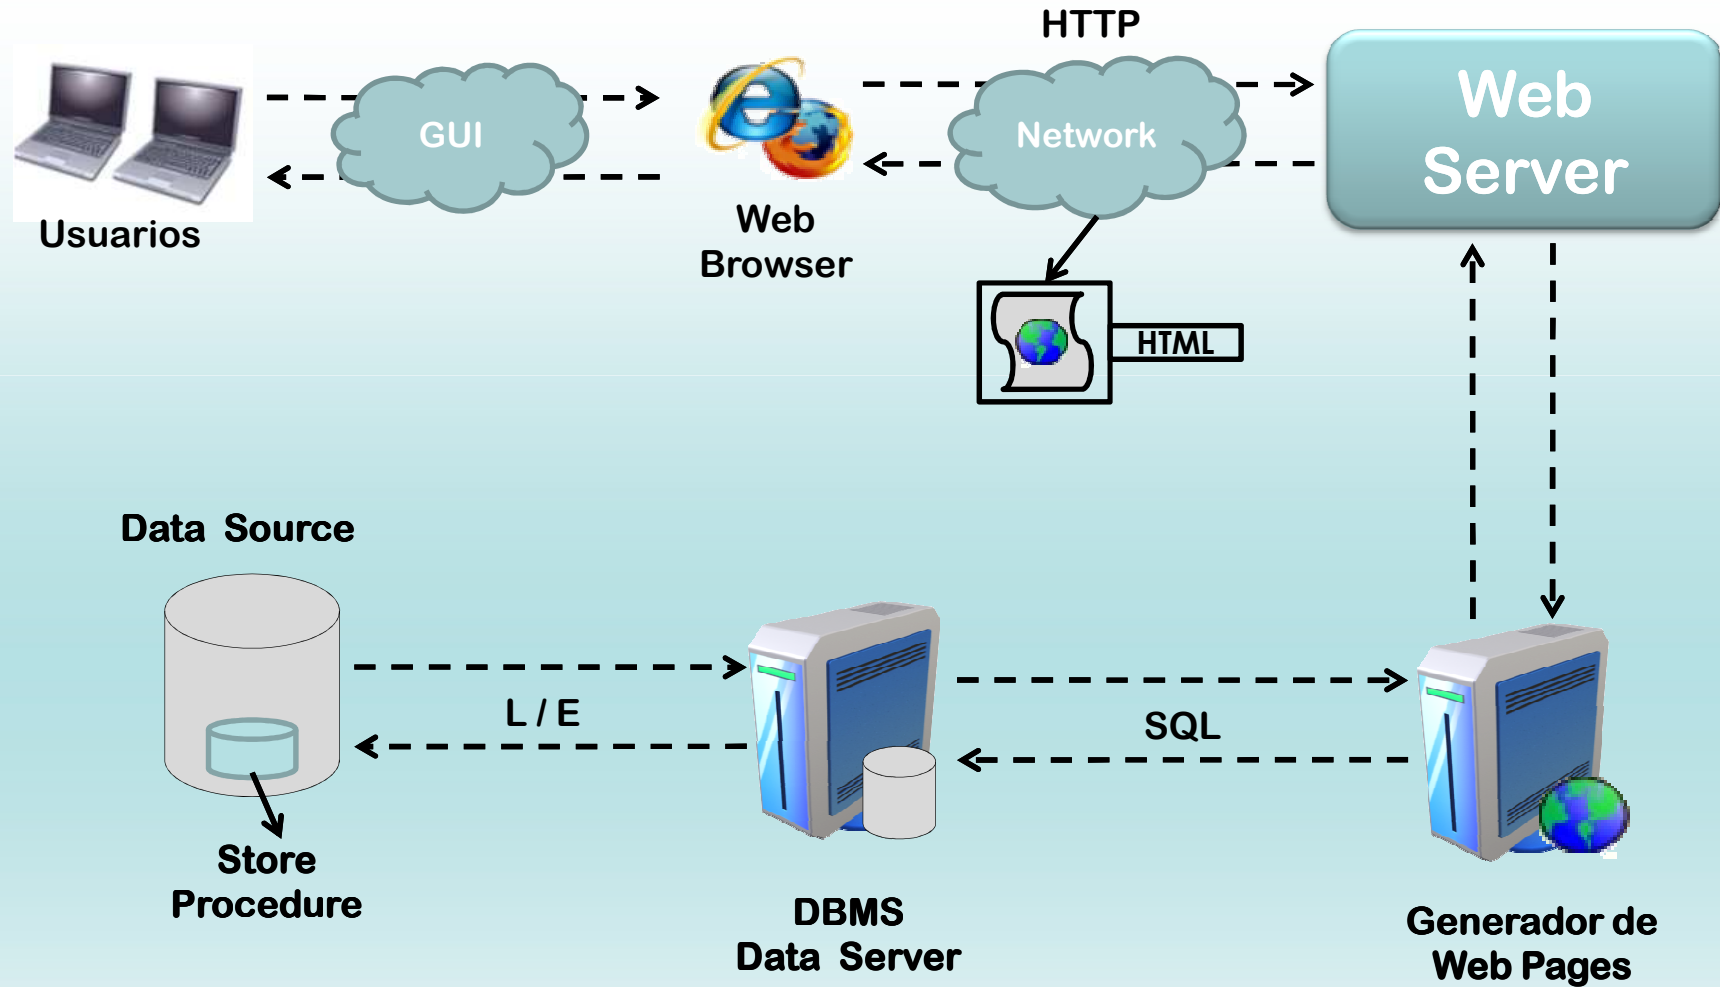 HTTP
GUI
Network
Web
Server
Usuarios
Web
Browser
HTML
Data Source
L / E
SQL
Store
Procedure
DBMS
Data Server
Generador de
Web Pages